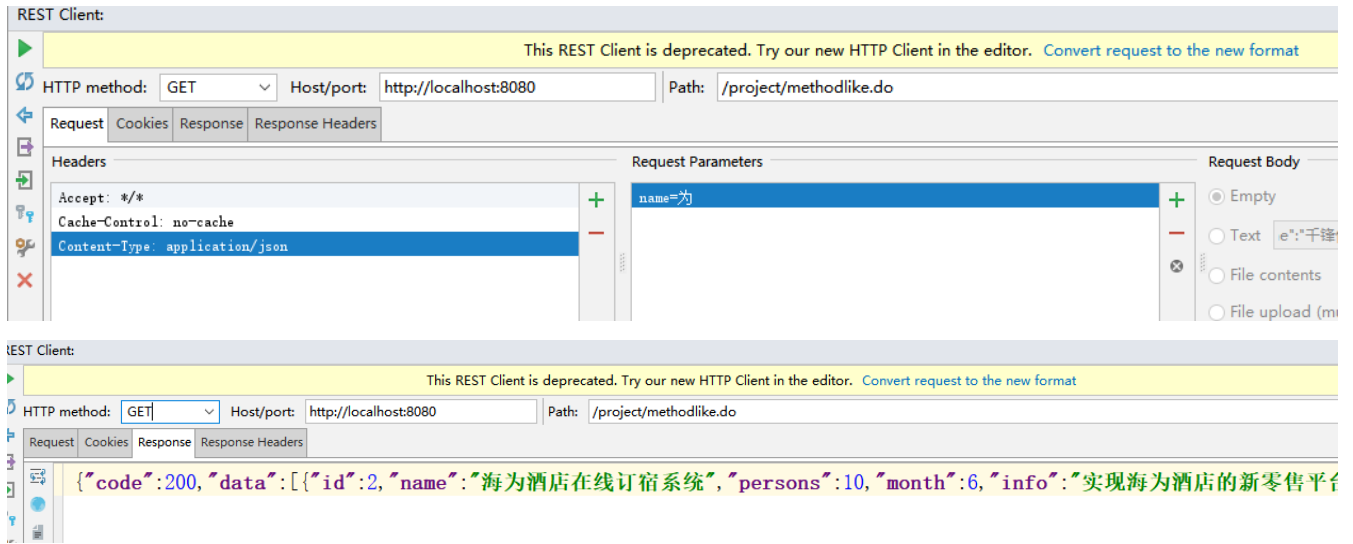 REST Client:
This REST Client is deprecated. Try our new HTTP Client in the editor. Convert request to the new format
HTTP method: GET Host/port: http://localhost:8080 Path: /project/methodlike.do
Request Cookies Response Response Headers
Headers Request Parameters Request Body
Accept: */* name=为 Empty
Cache-Control: no-cache
Content-Type: application/json Text e":"千锋
File contents
File upload (mu
REST Client:
This REST Client is deprecated. Try our new HTTP Client in the editor. Convert request to the new format
HTTP method: GET Host/port: http://localhost:8080 Path: /project/methodlike.do
Request Cookies Response Response Headers
{"code":200,"data":[{"id":2,"name":"海为酒店在线订宿系统","persons":10,"month":6,"info":"实现海为酒店的新零售平台